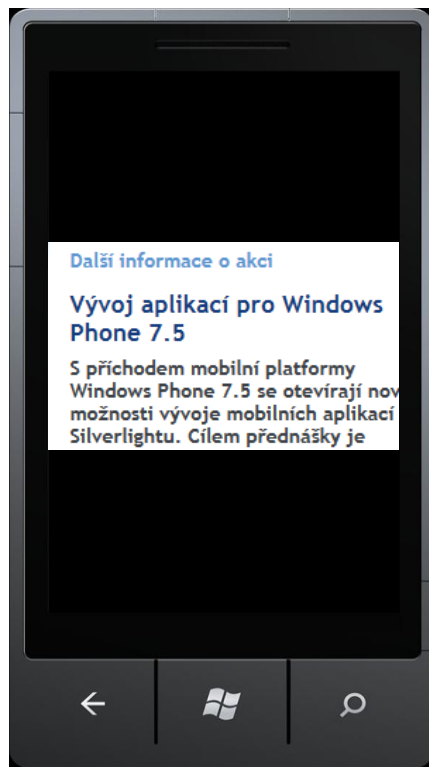 Další informace o akci
Vývoj aplikací pro Windows
Phone 7.5
S příchodem mobilní platformy
Windows Phone 7.5 se otevírají nov
možnosti vývoje mobilních aplikací
Silverlightu. Cílem přednášky je